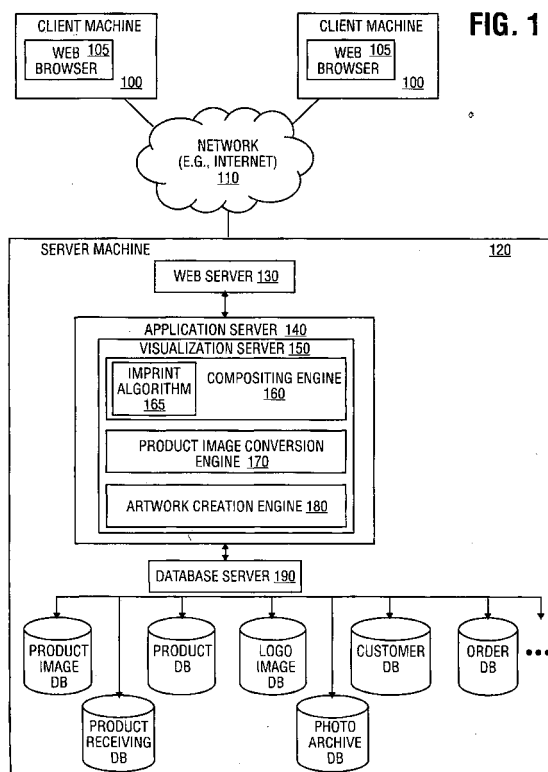 FIG. 1
CLIENT MACHINE
WEB 105
BROWSER
100
CLIENT MACHINE
WEB 105
BROWSER
100
NETWORK
(E.G., INTERNET)
110
SERVER MACHINE 120
WEB SERVER 130
APPLICATION SERVER 140
VISUALIZATION SERVER 150
IMPRINT
ALGORITHM
165
COMPOSITING ENGINE
160
PRODUCT IMAGE CONVERSION
ENGINE 170
ARTWORK CREATION ENGINE 180
DATABASE SERVER 190
PRODUCT
IMAGE
DB
PRODUCT
DB
LOGO
IMAGE
DB
CUSTOMER
DB
ORDER
DB
•••
PRODUCT
RECEIVING
DB
PHOTO
ARCHIVE
DB